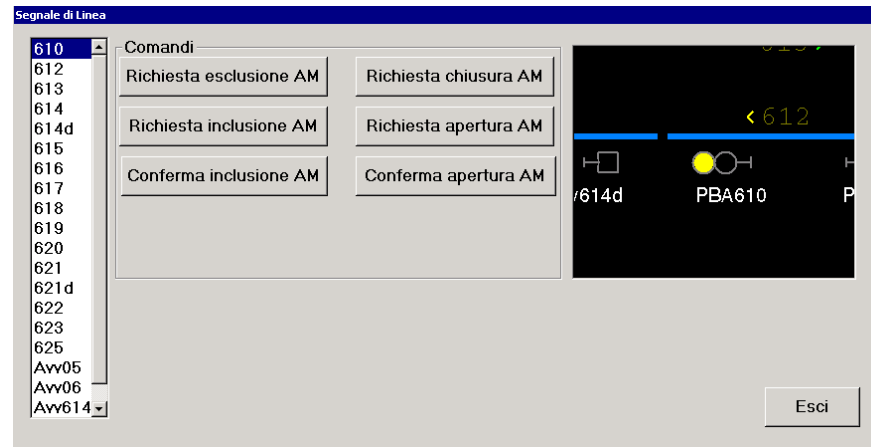 Segnale di Linea
610
612
613
614
614d
615
616
617
618
619
620
621
621d
622
623
625
Avv05
Avv06
Avv614
Comandi
Richiesta esclusione AM
Richiesta chiusura AM
Richiesta inclusione AM
Richiesta apertura AM
Conferma inclusione AM
Conferma apertura AM
<612
614d
PBA610
P
Esci